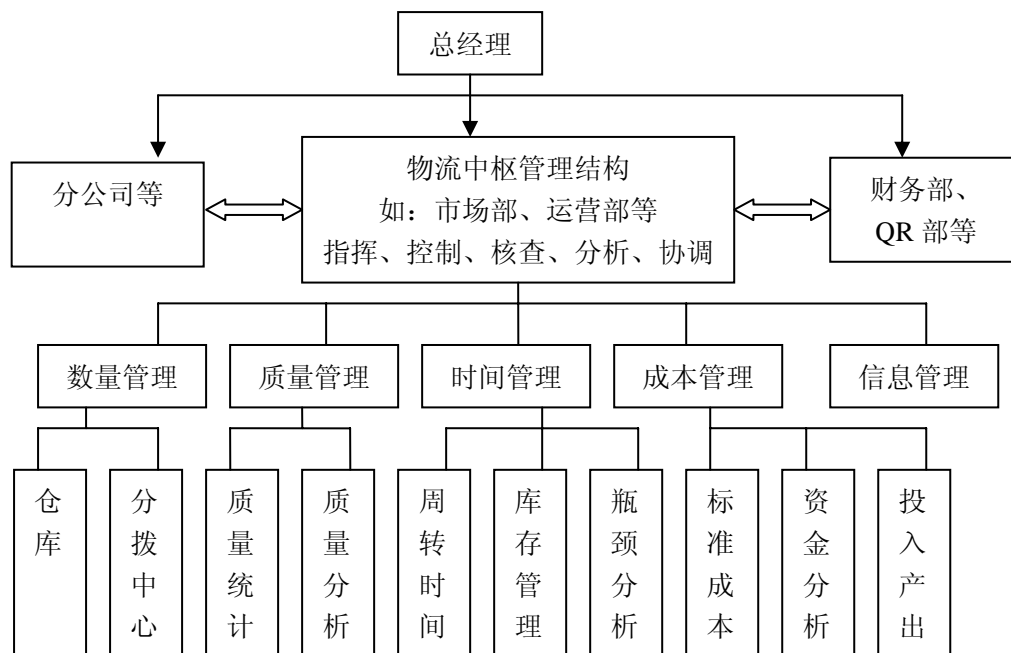 总经理
分公司等
物流中枢管理结构
如：市场部、运营部等
指挥、控制、核查、分析、协调
财务部、
QR 部等
数量管理
质量管理
时间管理
成本管理
信息管理
仓库
分拨中心
质量统计
质量分析
周转时间
库存管理
瓶颈分析
标准成本
资金分析
投入产出